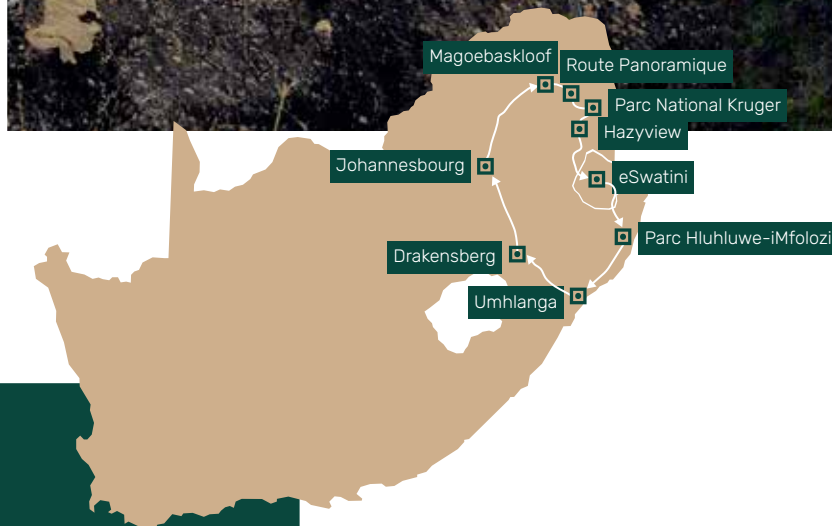 Magoebaskloof
Route Panoramique
Parc National Kruger
Hazyview
Johannesbourg
eSwatini
Parc Hluhluwe-iMfolozi
Drakensberg
Umhlanga